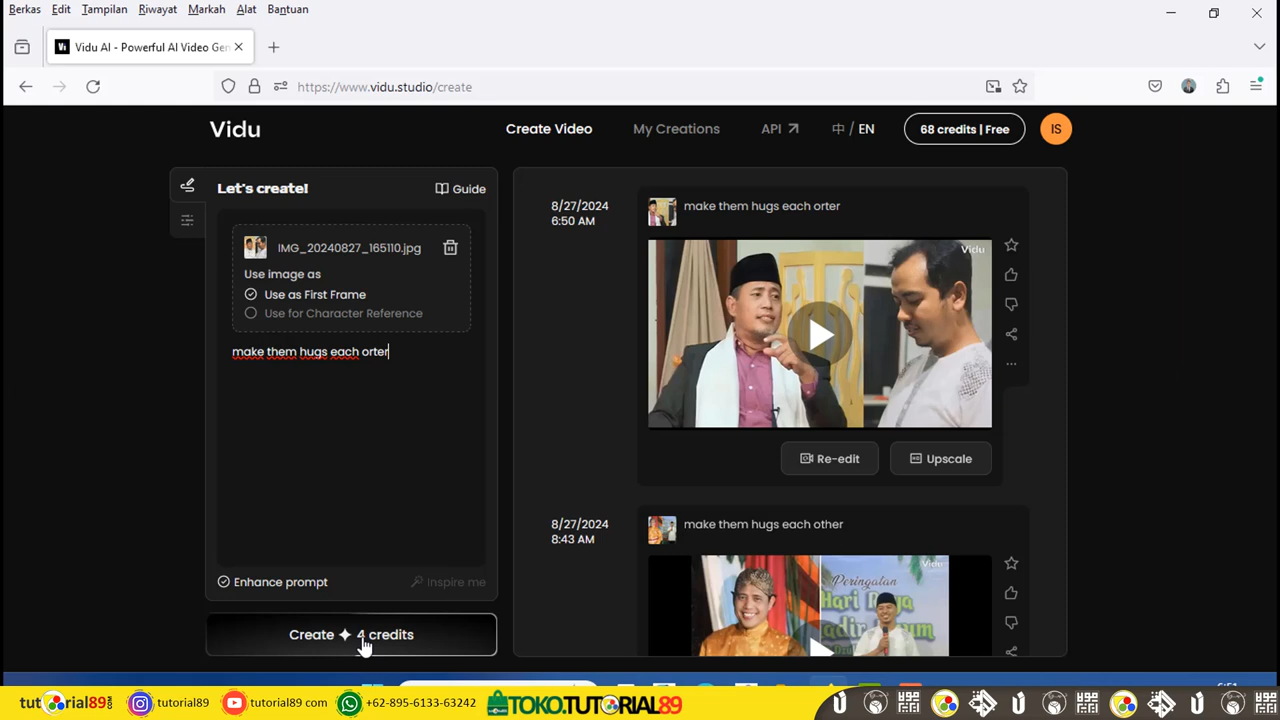 Berkas Edit Tampilan Riwayat Markah Alat Bantuan
Vi Vidu AI - Powerful AI Video Gen
https://www.vidu.studio/create
Vidu
Create Video My Creations API 中 / EN 68 credits | Free IS
Let's create! Guide
IMG_20240827_165110.jpg
Use image as
Use as First Frame
Use for Character Reference
make them hugs each orter
Enhance prompt Inspire me
Create 4 credits
8/27/2024
6:50 AM
make them hugs each orter
Vidu
Re-edit Upscale
8/27/2024
8:43 AM
make them hugs each other
Vidu
Peringatan
Hari Raya
tutorial89.com tutorial89 tutorial89 com +62-895-6133-63242 TOKO.TUTORIAL89